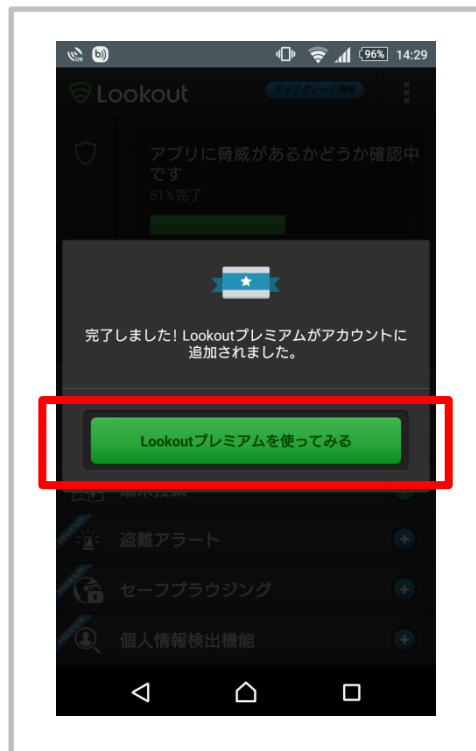 96% 14:29
Lookout
アップグレード情報
アプリに脅威があるかどうか確認中
です
51%完了
完了しました! Lookoutプレミアムがアカウントに
追加されました。
Lookoutプレミアムを使ってみる
端末捜索
盗難アラート
セーフブラウジング
個人情報検出機能
PREMIUM
PREMIUM
PREMIUM